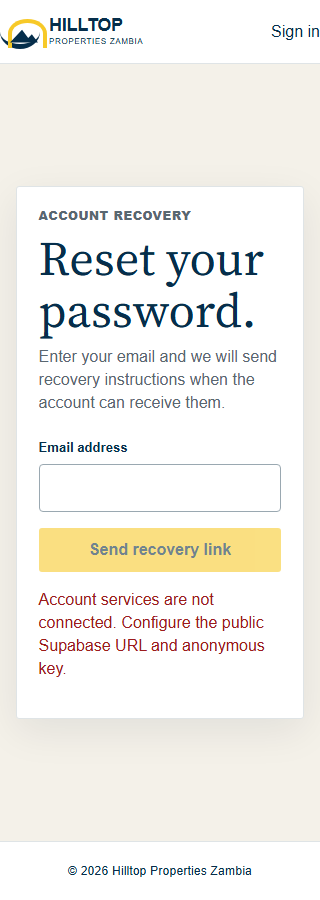 HILLTOP
PROPERTIES ZAMBIA
Sign in
ACCOUNT RECOVERY
Reset your
password.
Enter your email and we will send
recovery instructions when the
account can receive them.
Email address
Send recovery link
Account services are not
connected. Configure the public
Supabase URL and anonymous
key.
© 2026 Hilltop Properties Zambia